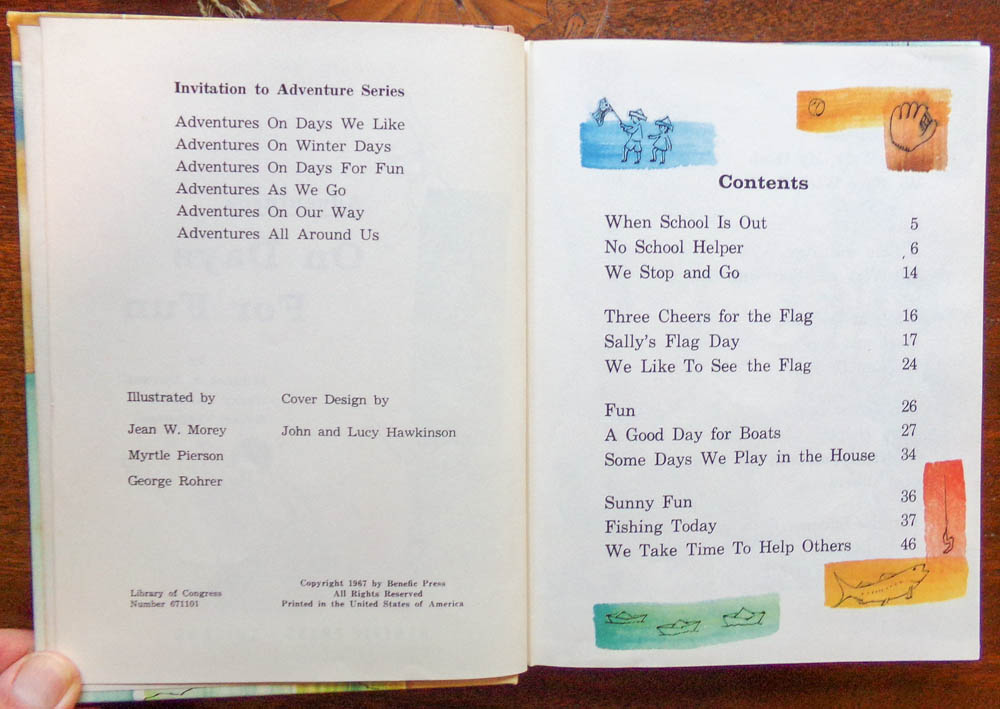 Invitation to Adventure Series
Adventures On Days We Like
Adventures On Winter Days
Adventures On Days For Fun
Adventures As We Go
Adventures On Our Way
Adventures All Around Us
Illustrated by
Jean W. Morey
Myrtle Pierson
George Rohrer
Cover Design by
John and Lucy Hawkinson
Library of Congress
Number 671101
Copyright 1967 by Benefic Press
All Rights Reserved
Printed in the United States of America
Contents
When School Is Out 5
No School Helper 6
We Stop and Go 14
Three Cheers for the Flag 16
Sally's Flag Day 17
We Like To See the Flag 24
Fun 26
A Good Day for Boats 27
Some Days We Play in the House 34
Sunny Fun 36
Fishing Today 37
We Take Time To Help Others 46